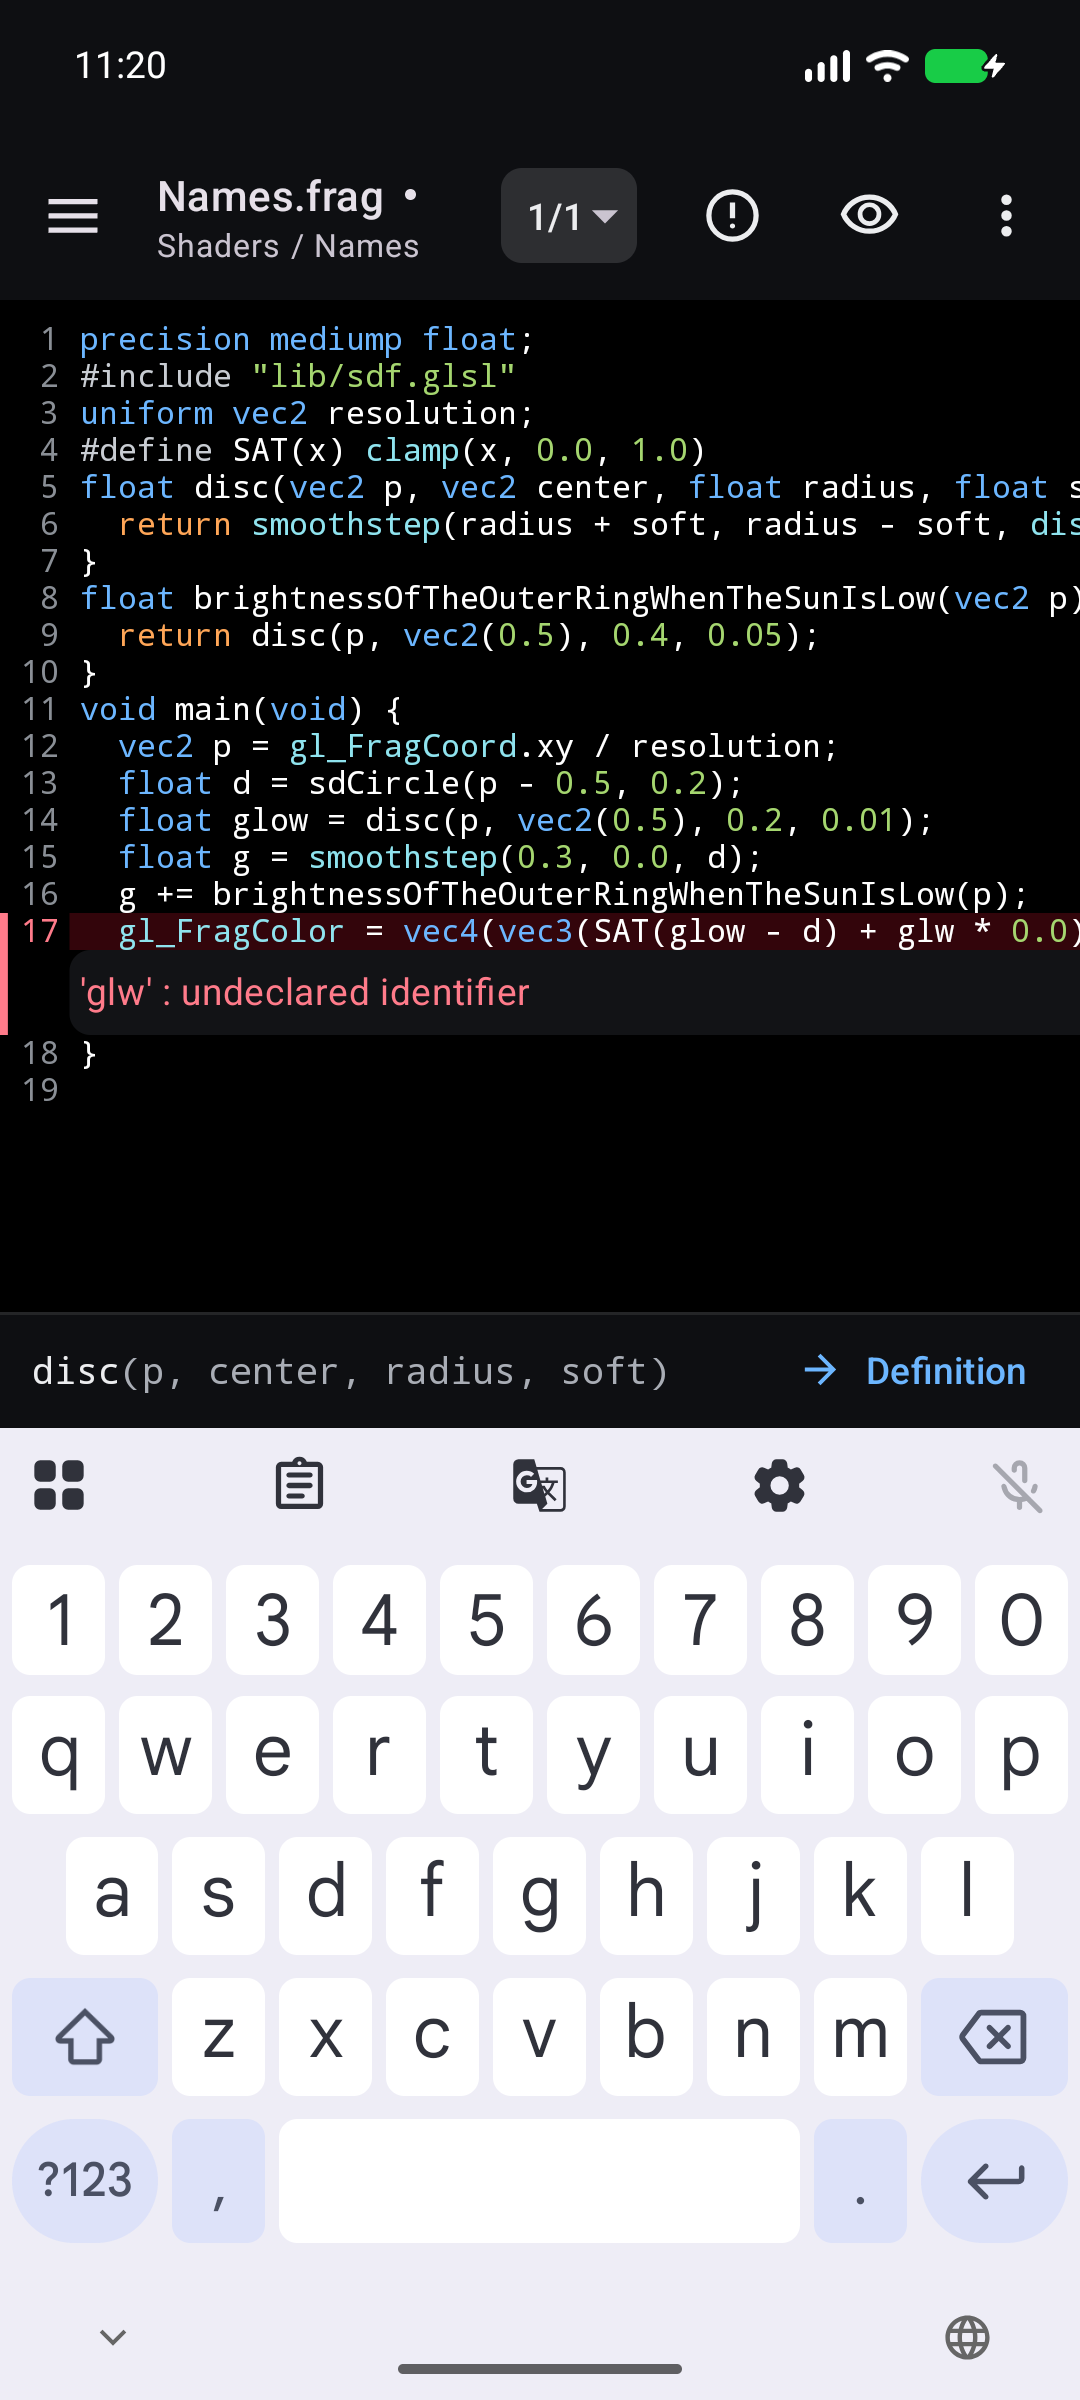 11:20
Names.frag •
Shaders / Names
1/1
1 precision mediump float;
2 #include "lib/sdf.glsl"
3 uniform vec2 resolution;
4 #define SAT(x) clamp(x, 0.0, 1.0)
5 float disc(vec2 p, vec2 center, float radius, float s
6   return smoothstep(radius + soft, radius - soft, dis
7 }
8 float brightnessOfTheOuterRingWhenTheSunIsLow(vec2 p)
9   return disc(p, vec2(0.5), 0.4, 0.05);
10 }
11 void main(void) {
12   vec2 p = gl_FragCoord.xy / resolution;
13   float d = sdCircle(p - 0.5, 0.2);
14   float glow = disc(p, vec2(0.5), 0.2, 0.01);
15   float g = smoothstep(0.3, 0.0, d);
16   g += brightnessOfTheOuterRingWhenTheSunIsLow(p);
17   gl_FragColor = vec4(vec3(SAT(glow - d) + glw * 0.0)
'glw' : undeclared identifier
18 }
19
disc(p, center, radius, soft) → Definition
1 2 3 4 5 6 7 8 9 0
q w e r t y u i o p
a s d f g h j k l
z x c v b n m
?123 , .